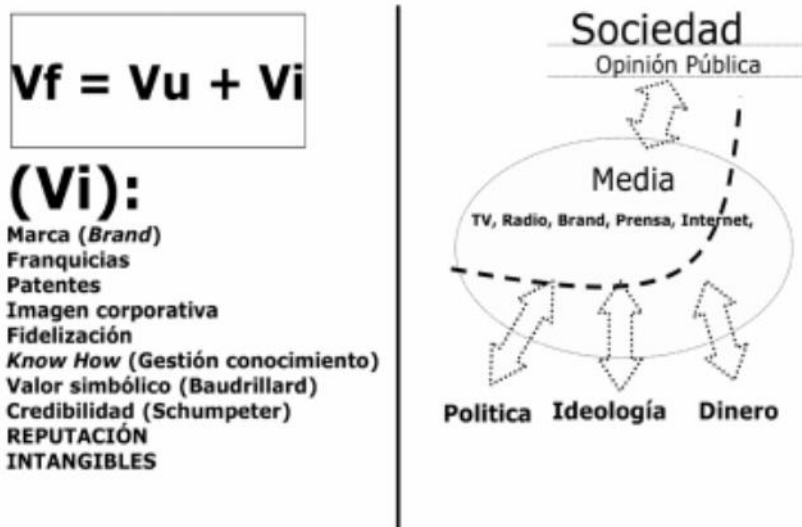 Vf = Vu + Vi
(Vi):
Marca (Brand)
Franquicias
Patentes
Imagen corporativa
Fidelización
Know How (Gestión conocimiento)
Valor simbólico (Baudrillard)
Credibilidad (Schumpeter)
REPUTACIÓN
INTANGIBLES
Sociedad
Opinión Pública
Media
TV, Radio, Brand, Prensa, Internet,
Politica Ideología Dinero